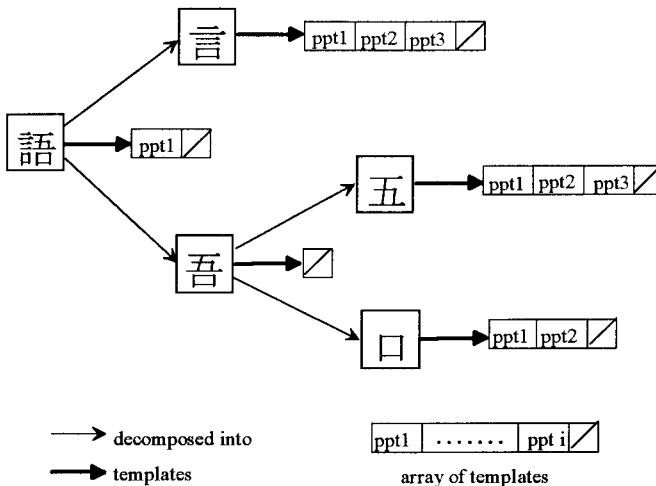 言
ppt1 ppt2 ppt3
語
ppt1
五
ppt1 ppt2 ppt3
吾
口
ppt1 ppt2
decomposed into
ppt1 ....... ppt i
templates
array of templates